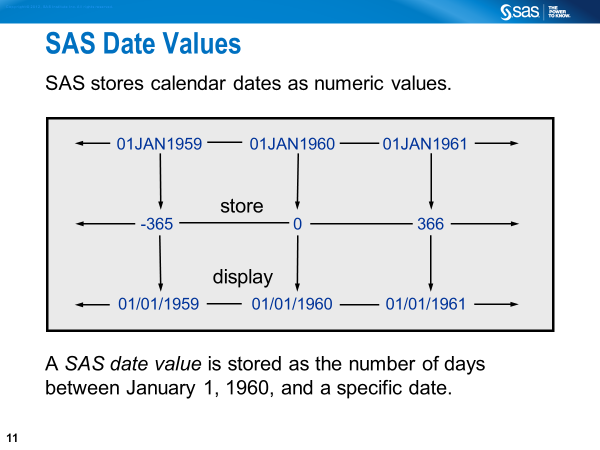 sas THE POWER TO KNOW.
SAS Date Values
SAS stores calendar dates as numeric values.
01JAN1959 01JAN1960 01JAN1961
store
-365 0 366
display
01/01/1959 01/01/1960 01/01/1961
A SAS date value is stored as the number of days
between January 1, 1960, and a specific date.
11